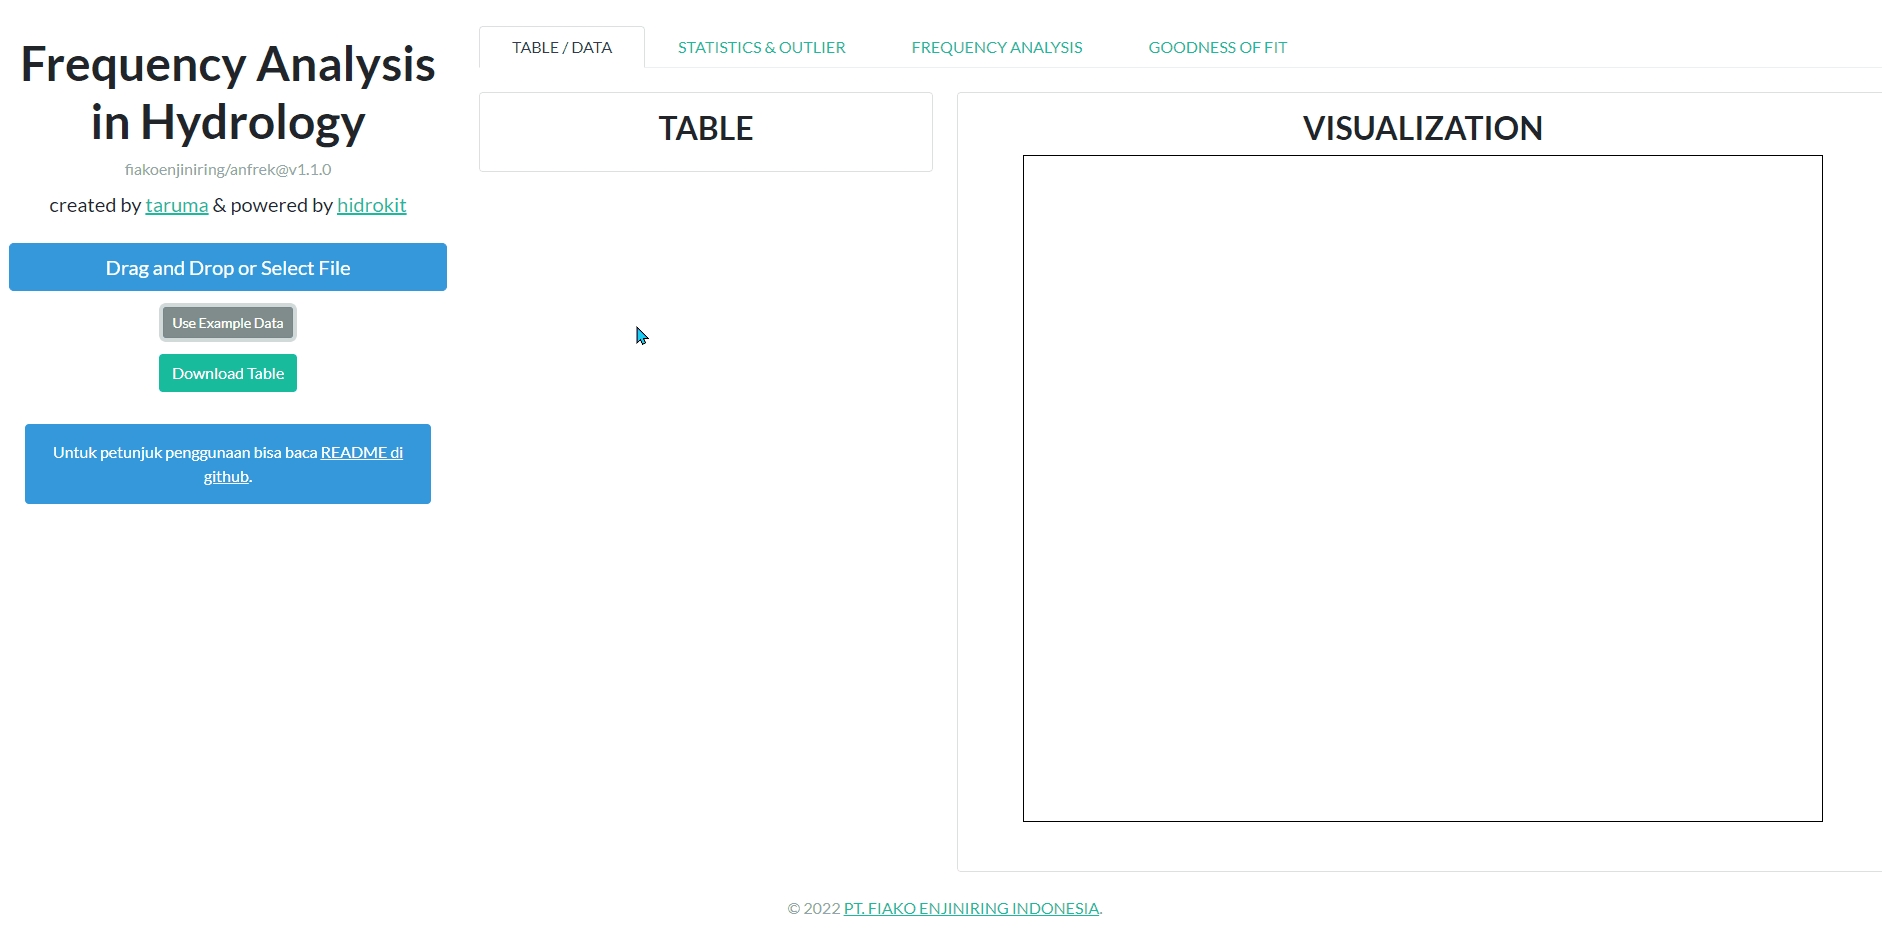 Frequency Analysis
in Hydrology
fiakoenjiniring/anfrek@v1.1.0
created by taruma & powered by hidrokit
Drag and Drop or Select File
Use Example Data
Download Table
Untuk petunjuk penggunaan bisa baca README di
github.
TABLE / DATA
STATISTICS & OUTLIER
FREQUENCY ANALYSIS
GOODNESS OF FIT
TABLE
VISUALIZATION
© 2022 PT. FIAKO ENJINIRING INDONESIA.